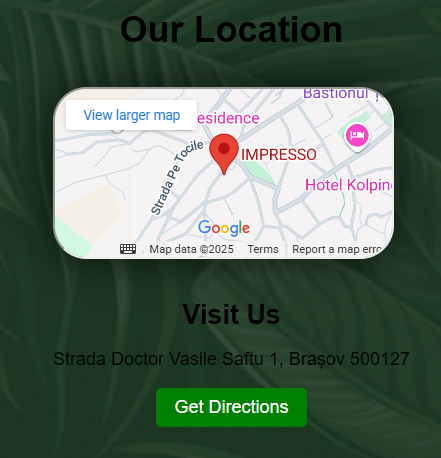 Our Location
Bastionul
View larger map
esidence
Strada Pe Tocile
IMPRESSO
Hotel Kolpin
Google
Map data ©2025 Terms Report a map erro
Visit Us
Strada Doctor Vasile Saftu 1, Brașov 500127
Get Directions